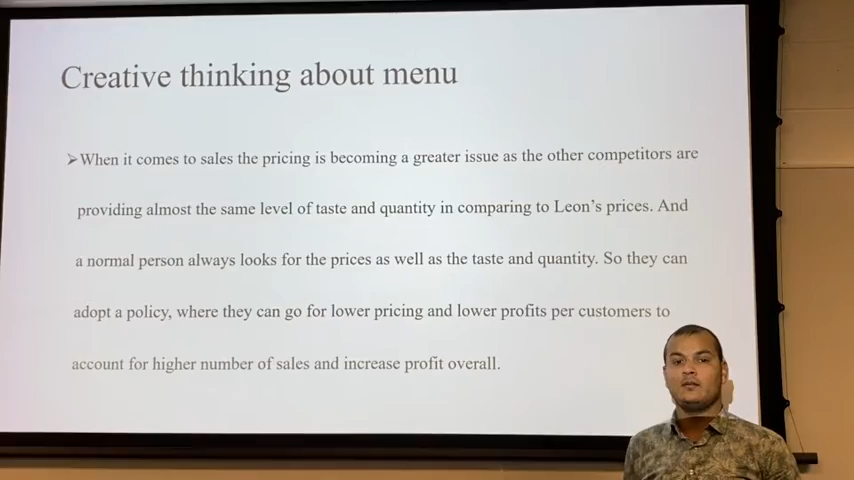 Creative thinking about menu
➢When it comes to sales the pricing is becoming a greater issue as the other competitors are
providing almost the same level of taste and quantity in comparing to Leon's prices. And
a normal person always looks for the prices as well as the taste and quantity. So they can
adopt a policy, where they can go for lower pricing and lower profits per customers to
account for higher number of sales and increase profit overall.